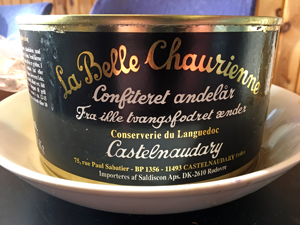 La Belle Chaurienne
Confiteret andelår
Fra ille tvangsfodret ænder
Conserverie du Languedoc
Castelnaudary
75, rue Paul Sabatier - BP 1356 - 11493 CASTELNAUDARY
Importeres af Saldiscon Aps. DK-2610 Rødovre